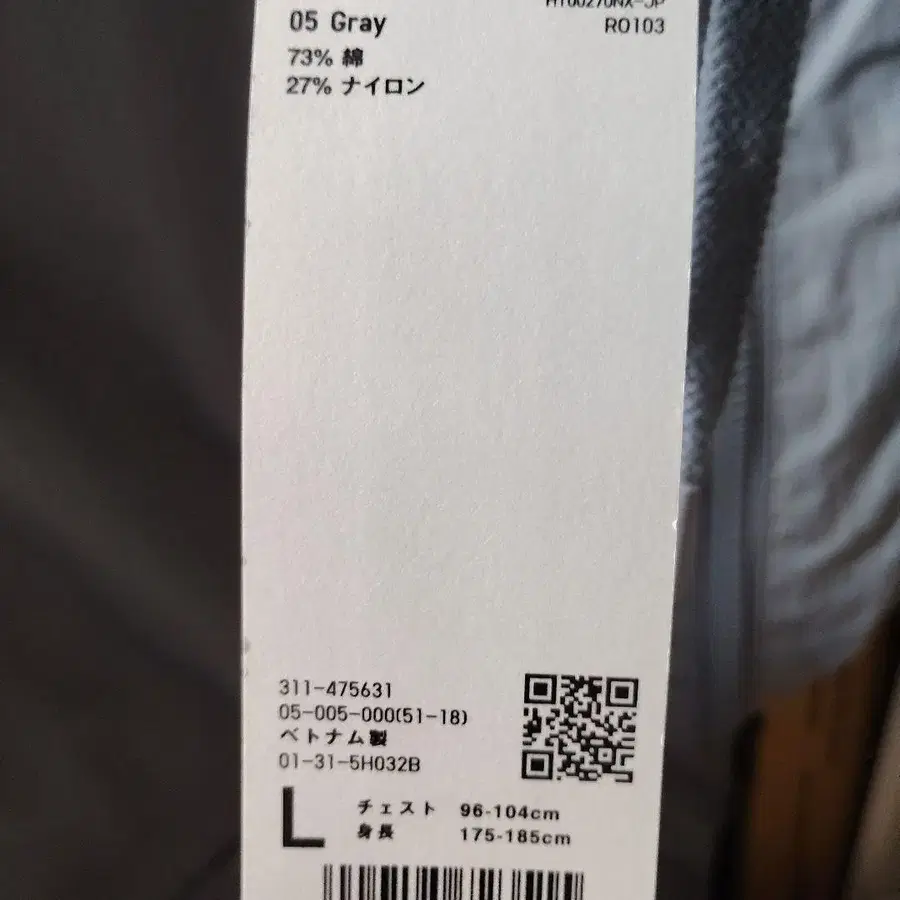 05 Gray
RO103
73% 綿
27% ナイロン
311-475631
05-005-000(51-18)
ベトナム製
01-31-5H032B
L
チェスト 96-104cm
身長 175-185cm